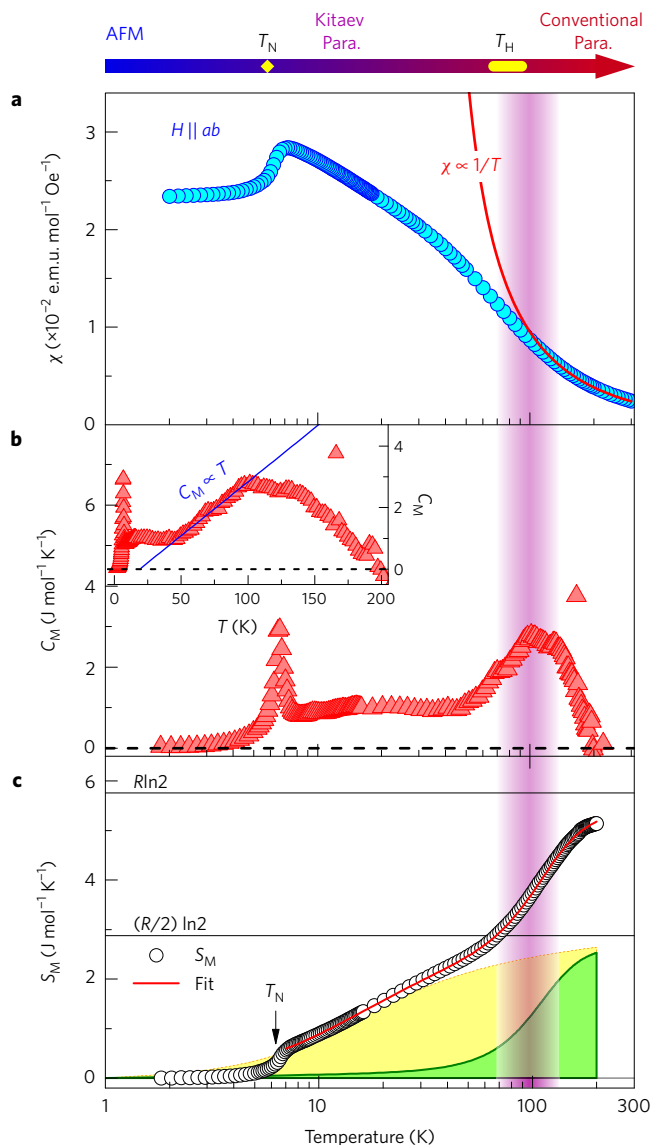 AFM
T_N
Kitaev
Para.
T_H
Conventional
Para.
a
H || ab
χ ∝ 1/T
3
2
1
0
χ (×10⁻² e.m.u. mol⁻¹ Oe⁻¹)
b
C_M ∝ T
4
2
0
C_M
0 50 100 150 200
T (K)
6
4
2
0
C_M (J mol⁻¹ K⁻¹)
c
Rln2
(R/2) ln2
S_M
Fit
T_N
6
4
2
0
S_M (J mol⁻¹ K⁻¹)
1 10 100 300
Temperature (K)